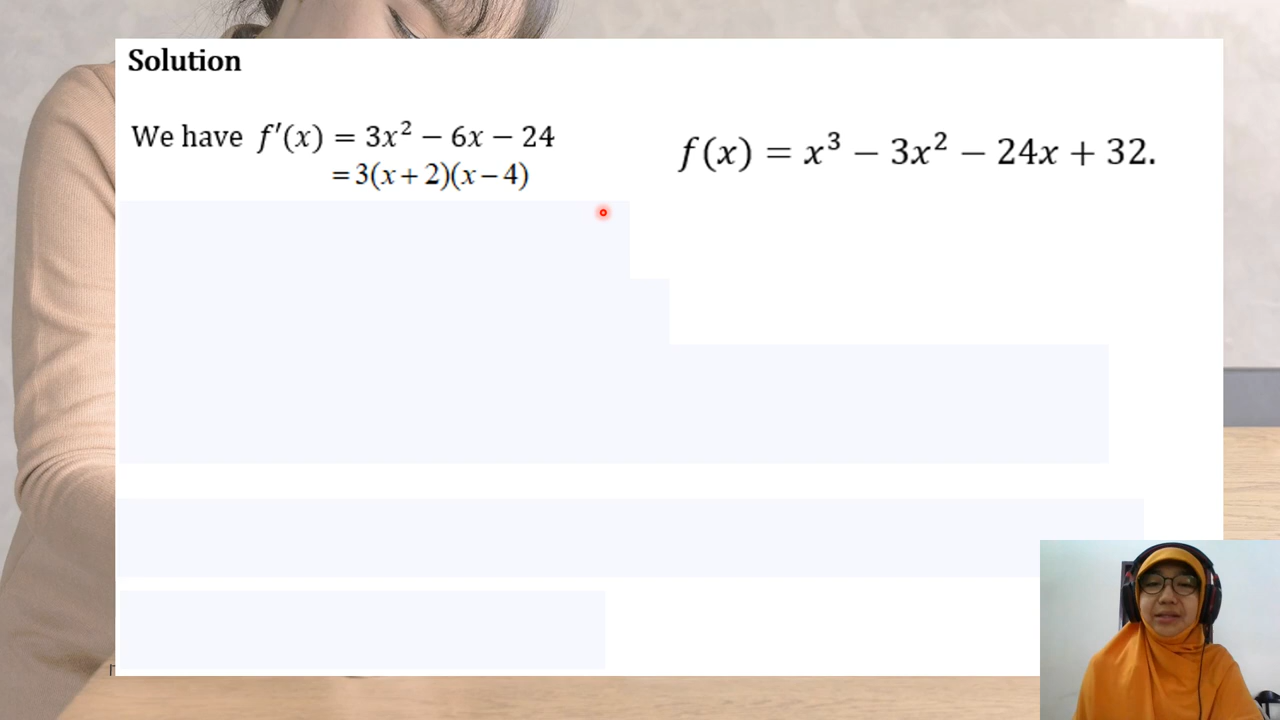 Solution
We have f′(x) = 3x² − 6x − 24
= 3(x + 2)(x − 4)
f(x) = x³ − 3x² − 24x + 32.